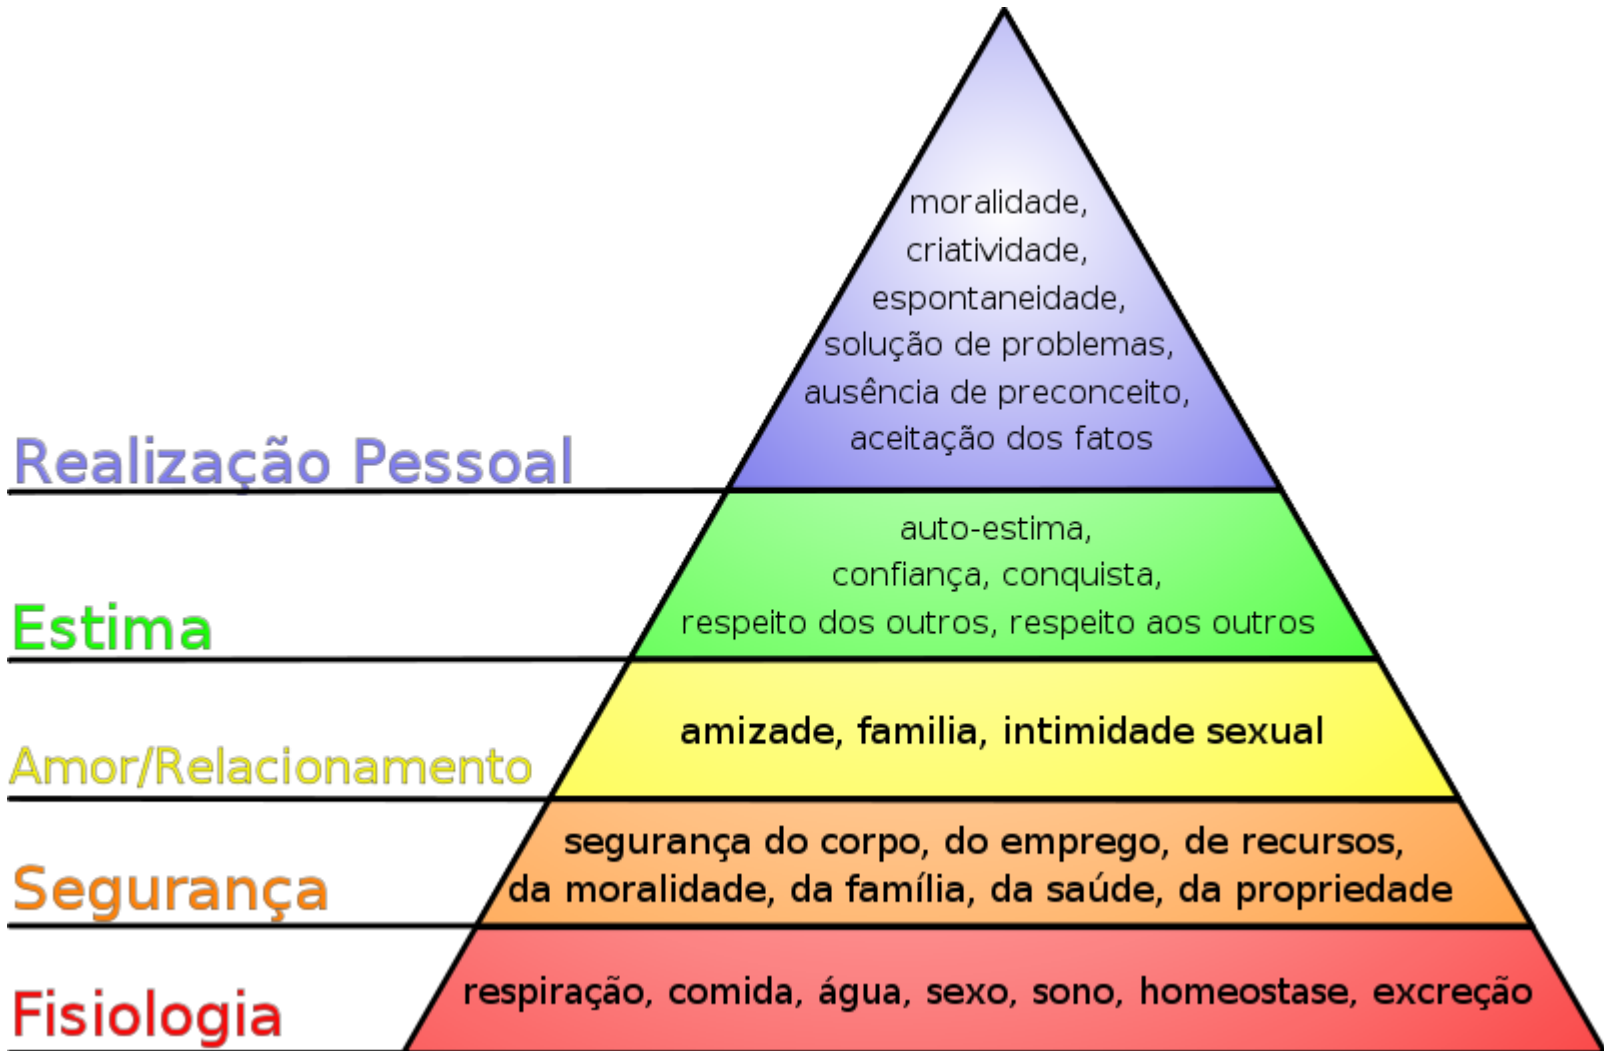 moralidade,
criatividade,
espontaneidade,
solução de problemas,
ausência de preconceito,
aceitação dos fatos
Realização Pessoal
auto-estima,
confiança, conquista,
respeito dos outros, respeito aos outros
Estima
amizade, familia, intimidade sexual
Amor/Relacionamento
segurança do corpo, do emprego, de recursos,
da moralidade, da família, da saúde, da propriedade
Segurança
respiração, comida, água, sexo, sono, homeostase, excreção
Fisiologia